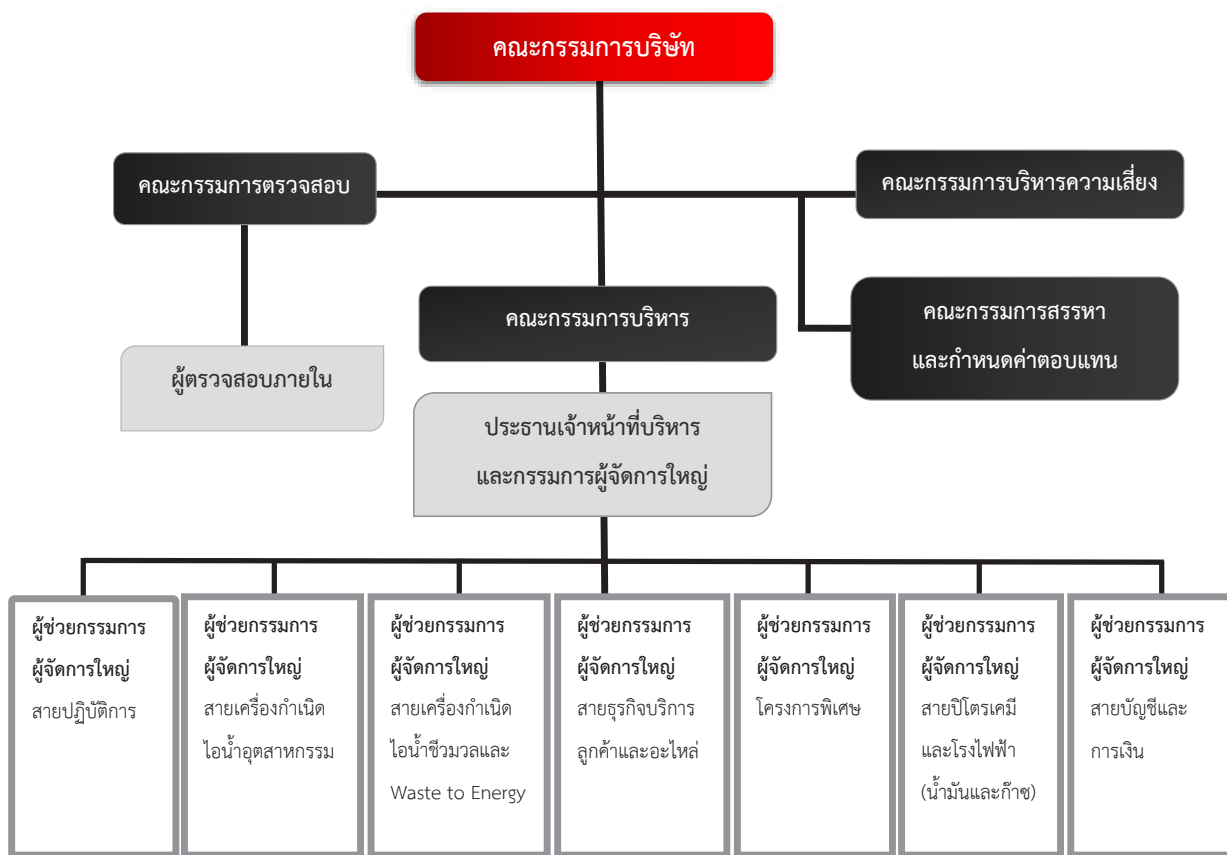 คณะกรรมการบริษัท
คณะกรรมการตรวจสอบ
คณะกรรมการบริหารความเสี่ยง
คณะกรรมการบริหาร
คณะกรรมการสรรหา
และกำหนดค่าตอบแทน
ผู้ตรวจสอบภายใน
ประธานเจ้าหน้าที่บริหาร
และกรรมการผู้จัดการใหญ่
ผู้ช่วยกรรมการ
ผู้จัดการใหญ่
สายปฏิบัติการ
ผู้ช่วยกรรมการ
ผู้จัดการใหญ่
สายเครื่องกำเนิด
ไอน้ำอุตสาหกรรม
ผู้ช่วยกรรมการ
ผู้จัดการใหญ่
สายเครื่องกำเนิด
ไอน้ำชีวมวลและ
Waste to Energy
ผู้ช่วยกรรมการ
ผู้จัดการใหญ่
สายธุรกิจบริการ
ลูกค้าและอะไหล่
ผู้ช่วยกรรมการ
ผู้จัดการใหญ่
โครงการพิเศษ
ผู้ช่วยกรรมการ
ผู้จัดการใหญ่
สายปิโตรเคมี
และโรงไฟฟ้า
(น้ำมันและก๊าซ)
ผู้ช่วยกรรมการ
ผู้จัดการใหญ่
สายบัญชีและ
การเงิน